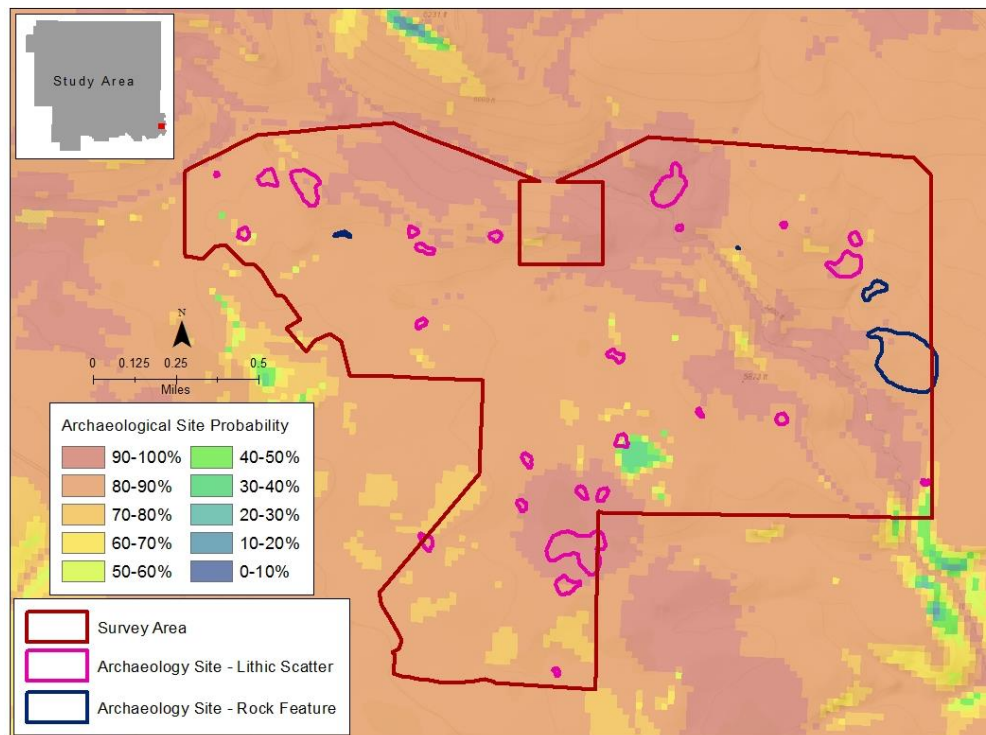 Study Area
N
0 0.125 0.25 0.5
Miles
Archaeological Site Probability
90-100% 40-50%
80-90% 30-40%
70-80% 20-30%
60-70% 10-20%
50-60% 0-10%
Survey Area
Archaeology Site - Lithic Scatter
Archaeology Site - Rock Feature